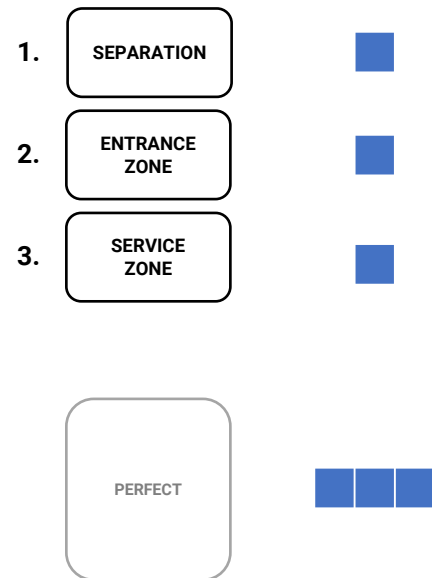 1.
SEPARATION
2.
ENTRANCE
ZONE
3.
SERVICE
ZONE
PERFECT